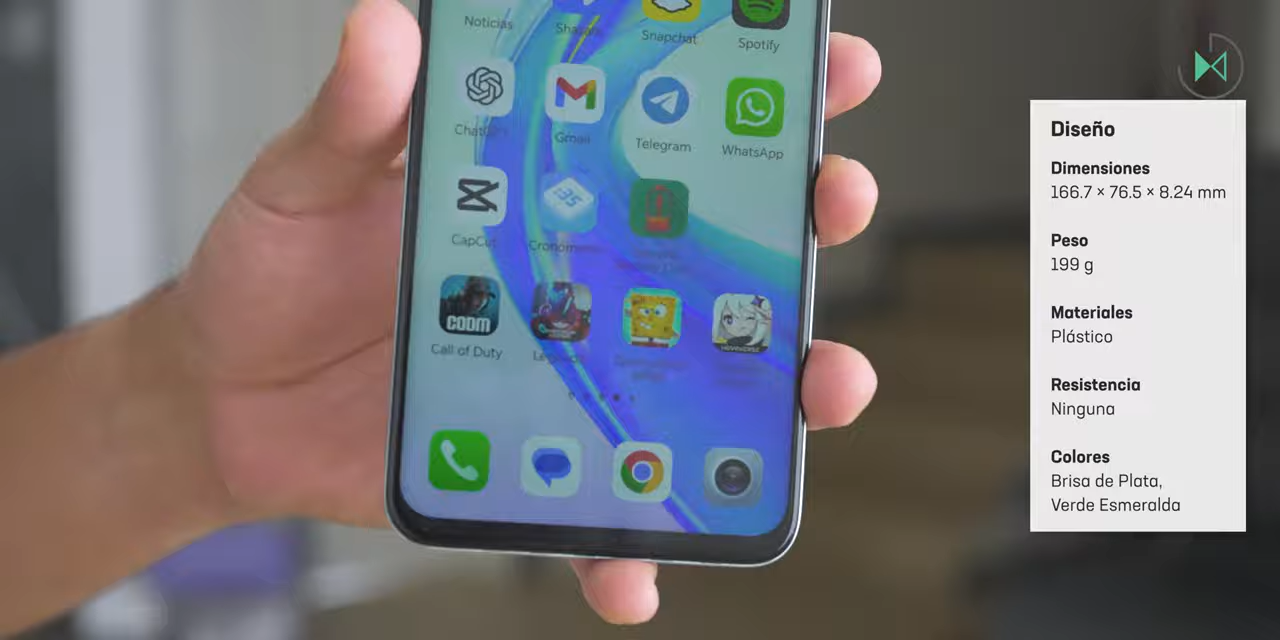 Noticias
Snapchat
Spotify
Gmail
Telegram
WhatsApp
CapCut
CODM
Call of Duty
Diseño
Dimensiones
166.7 × 76.5 × 8.24 mm
Peso
199 g
Materiales
Plástico
Resistencia
Ninguna
Colores
Brisa de Plata,
Verde Esmeralda